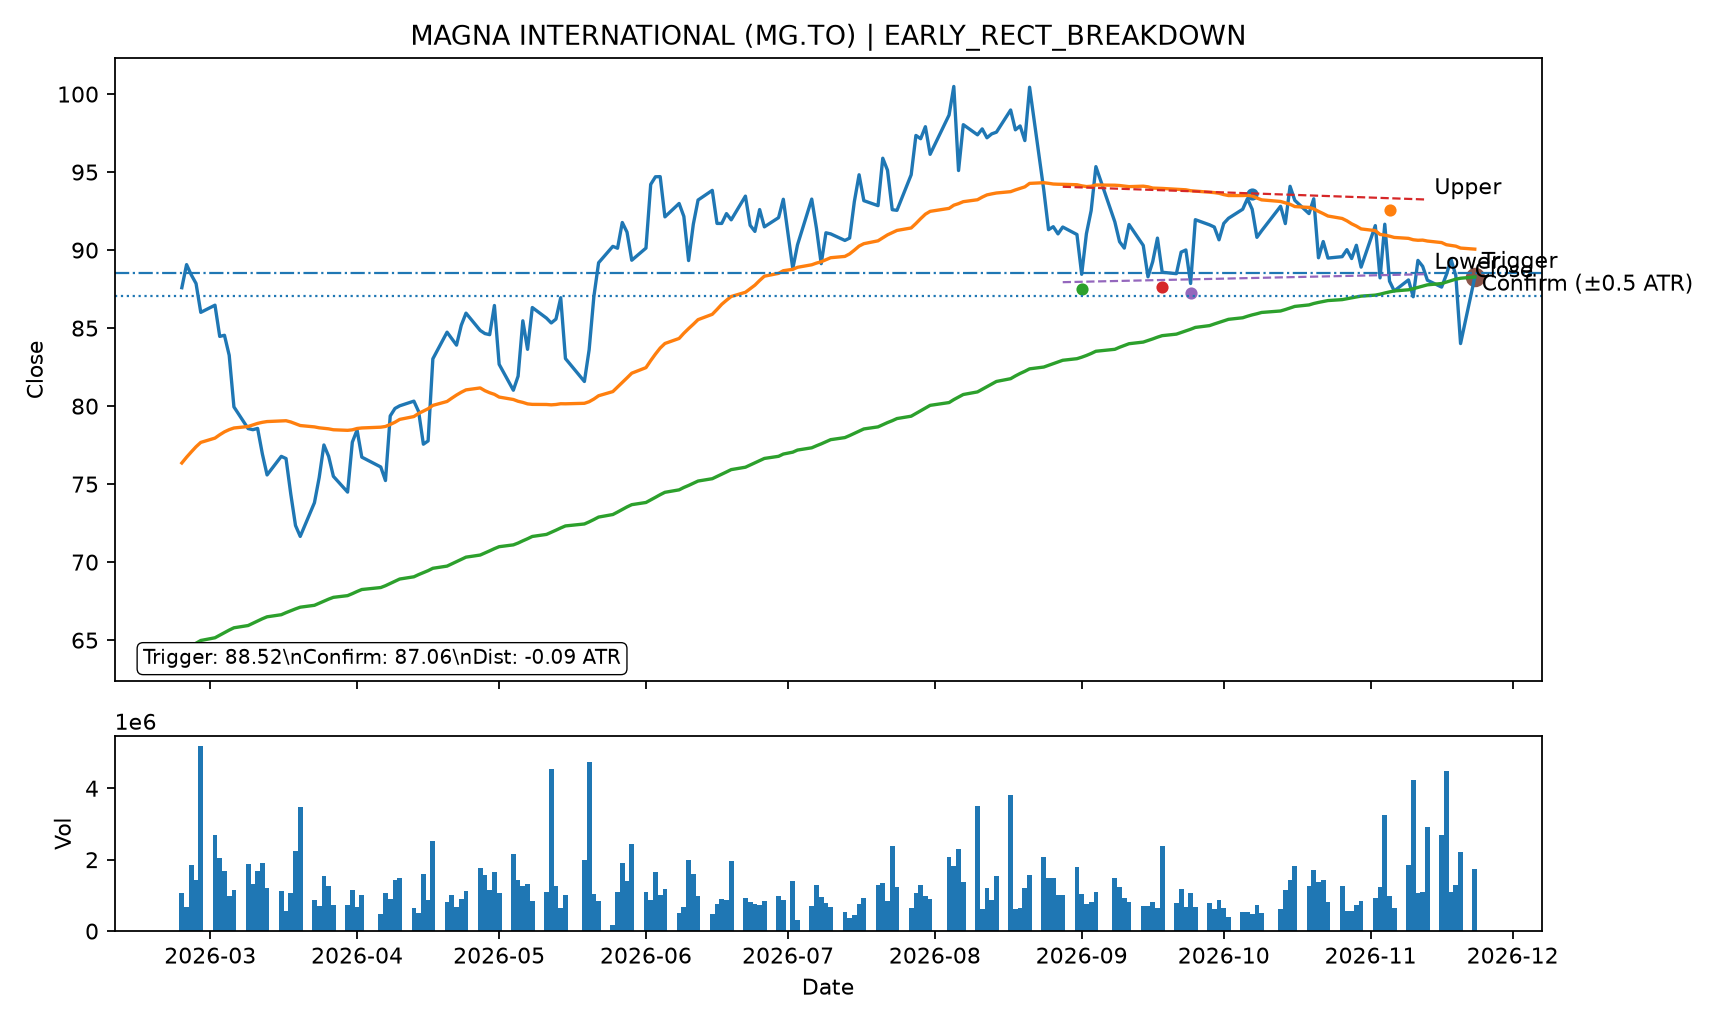 MAGNA INTERNATIONAL (MG.TO) | EARLY_RECT_BREAKDOWN
Close
100
95
90
85
80
75
70
65
Upper
Lower
Trigger
Close
Confirm (±0.5 ATR)
Trigger: 88.52\nConfirm: 87.06\nDist: -0.09 ATR
1e6
Vol
4
2
0
2026-03 2026-04 2026-05 2026-06 2026-07 2026-08 2026-09 2026-10 2026-11 2026-12
Date